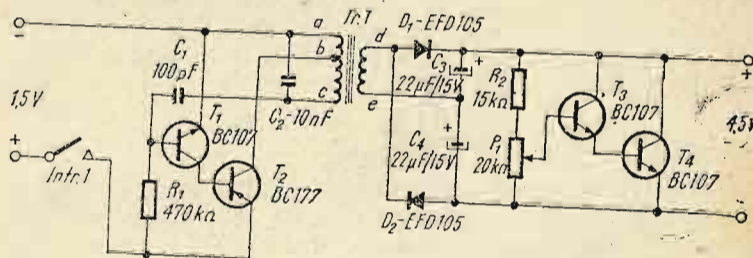 −
1,5V
+
Intr.1
C1
100pF
T1
BC107
R1
470kΩ
T2
BC177
a
b
c
C2-10nF
Tr.1
d
e
D1-EFD105
C3
+
22μF/15V
C4
+
22μF/15V
D2-EFD105
R2
15kΩ
P1
20kΩ
T3
BC107
T4
BC107
+
4,5V
−